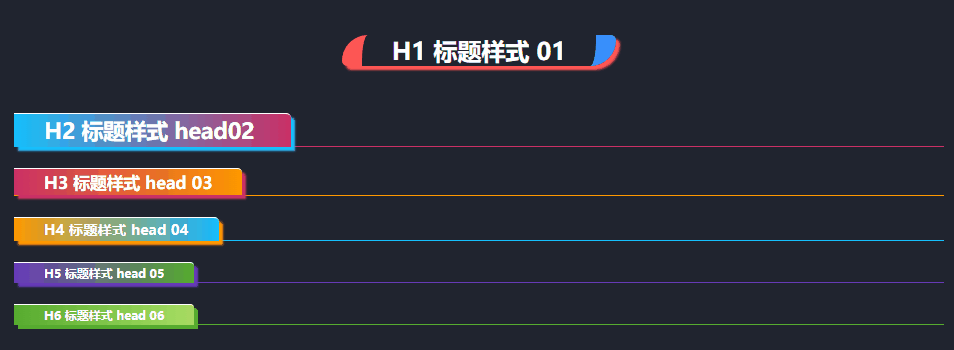 H1 标题样式 01
H2 标题样式 head02
H3 标题样式 head 03
H4 标题样式 head 04
H5 标题样式 head 05
H6 标题样式 head 06